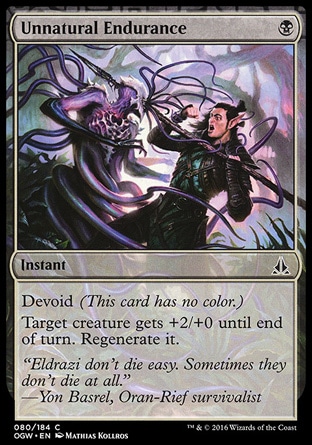 Unnatural Endurance
Instant
Devoid (This card has no color.)
Target creature gets +2/+0 until end
of turn. Regenerate it.
“Eldrazi don’t die easy. Sometimes they
don’t die at all.”
—Yon Basrel, Oran-Rief survivalist
080/184 C
OGW • EN Mathias Kollros
™ & © 2016 Wizards of the Coast